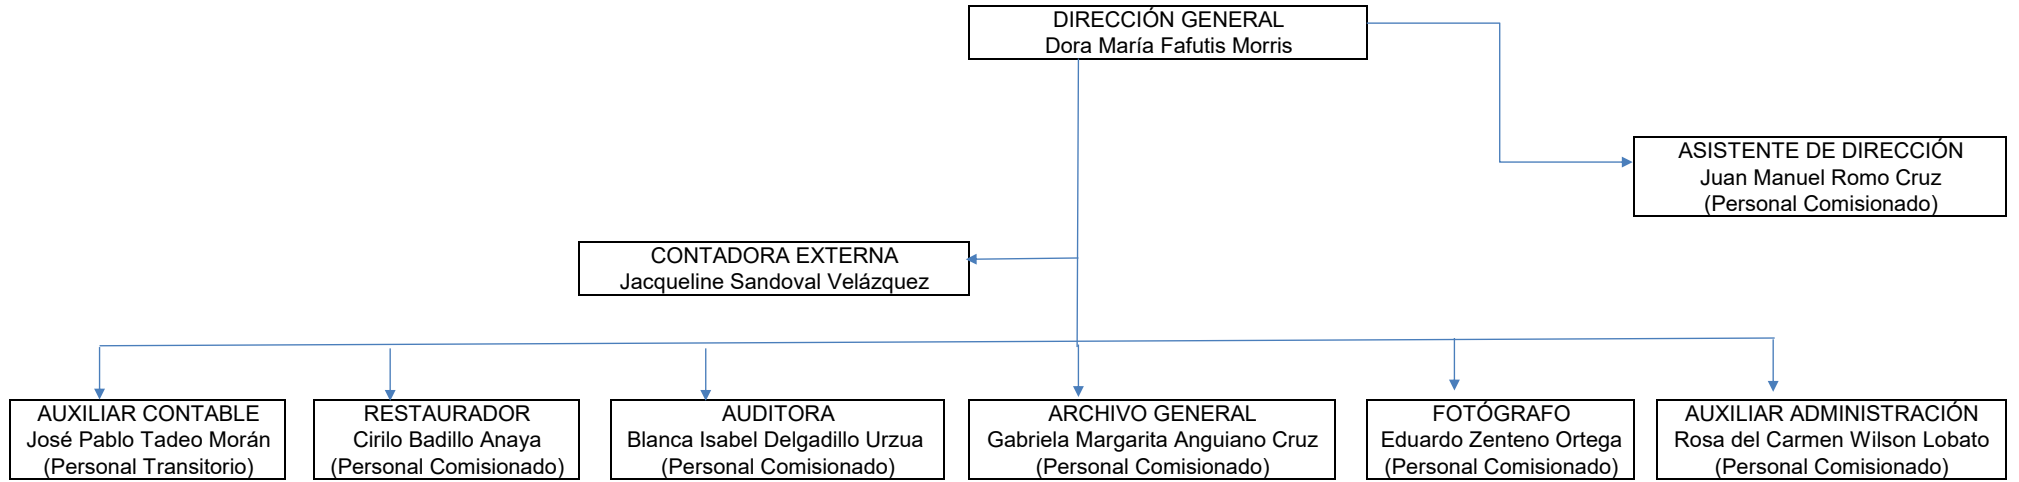 DIRECCIÓN GENERAL
Dora María Fafutis Morris
ASISTENTE DE DIRECCIÓN
Juan Manuel Romo Cruz
(Personal Comisionado)
CONTADORA EXTERNA
Jacqueline Sandoval Velázquez
AUXILIAR CONTABLE
José Pablo Tadeo Morán
(Personal Transitorio)
RESTAURADOR
Cirilo Badillo Anaya
(Personal Comisionado)
AUDITORA
Blanca Isabel Delgadillo Urzua
(Personal Comisionado)
ARCHIVO GENERAL
Gabriela Margarita Anguiano Cruz
(Personal Comisionado)
FOTÓGRAFO
Eduardo Zenteno Ortega
(Personal Comisionado)
AUXILIAR ADMINISTRACIÓN
Rosa del Carmen Wilson Lobato
(Personal Comisionado)